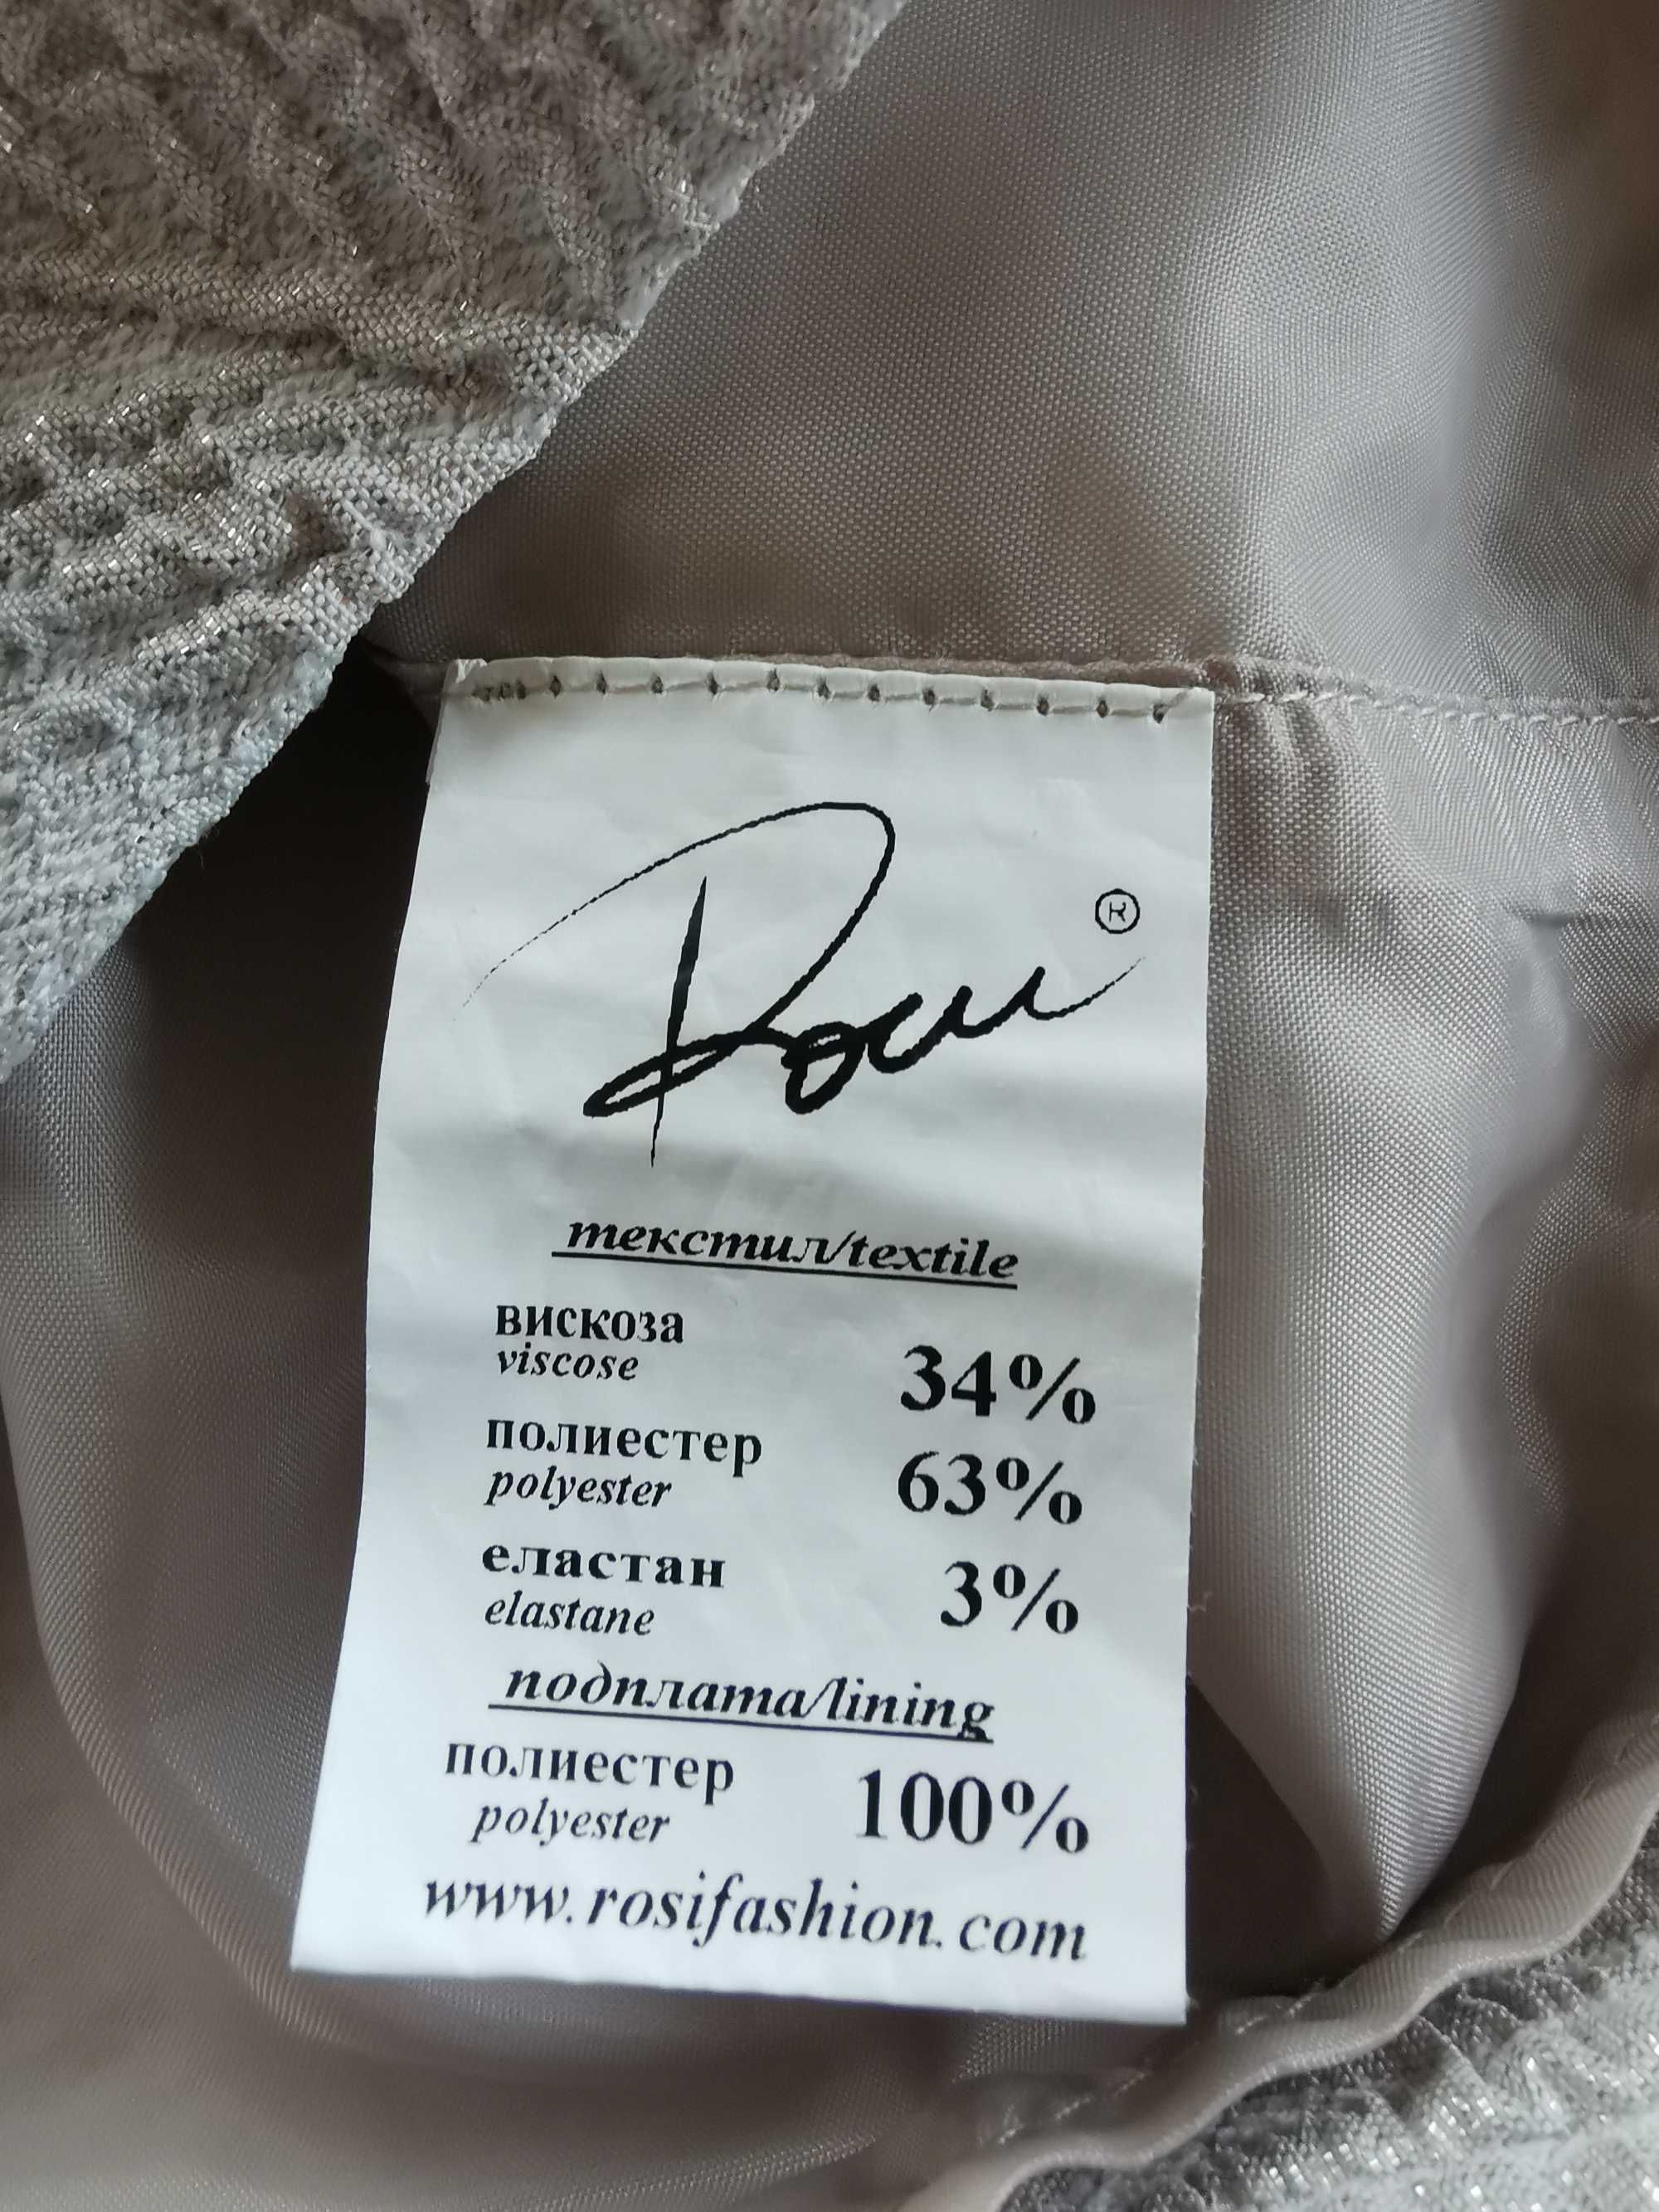 Роси ®
текстил/textile
вискоза
viscose 34%
полиестер
polyester 63%
еластан
elastane 3%
подплата/lining
полиестер
polyester 100%
www.rosifashion.com